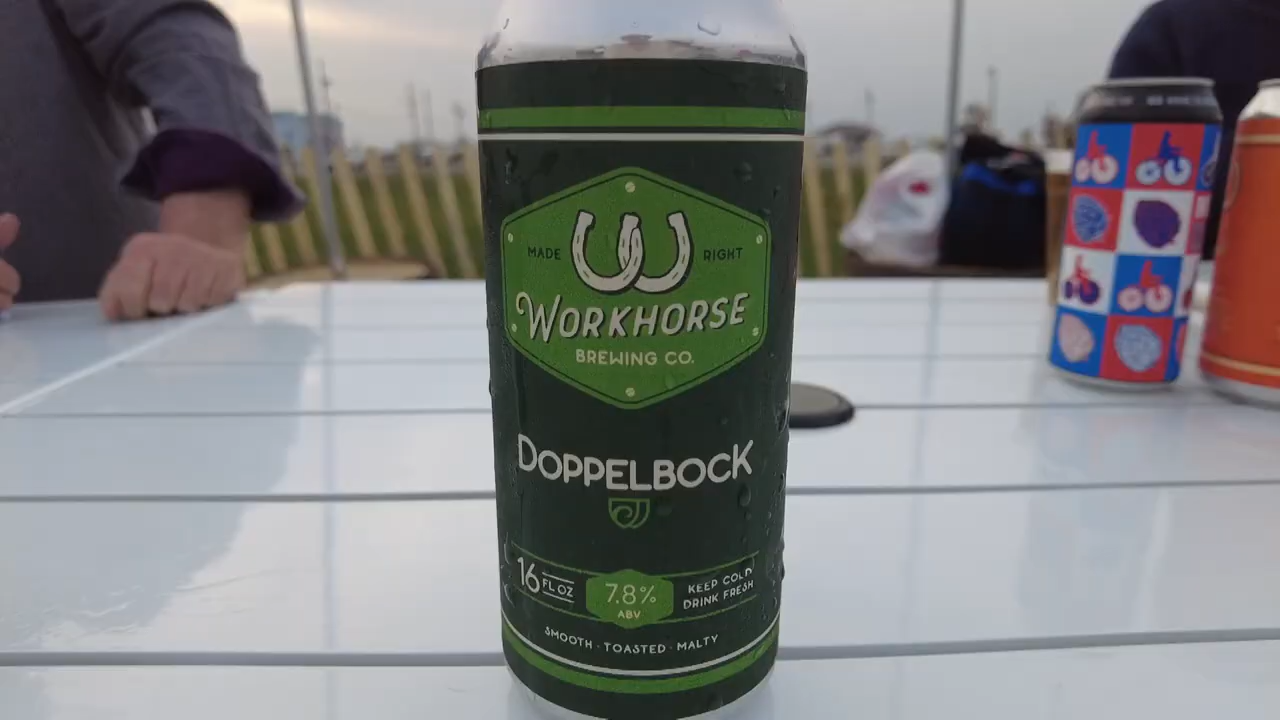 MADE RIGHT
WORKHORSE
BREWING CO.
DOPPELBOCK
16 FL OZ
7.8%
ABV
KEEP COLD
DRINK FRESH
SMOOTH · TOASTED · MALTY